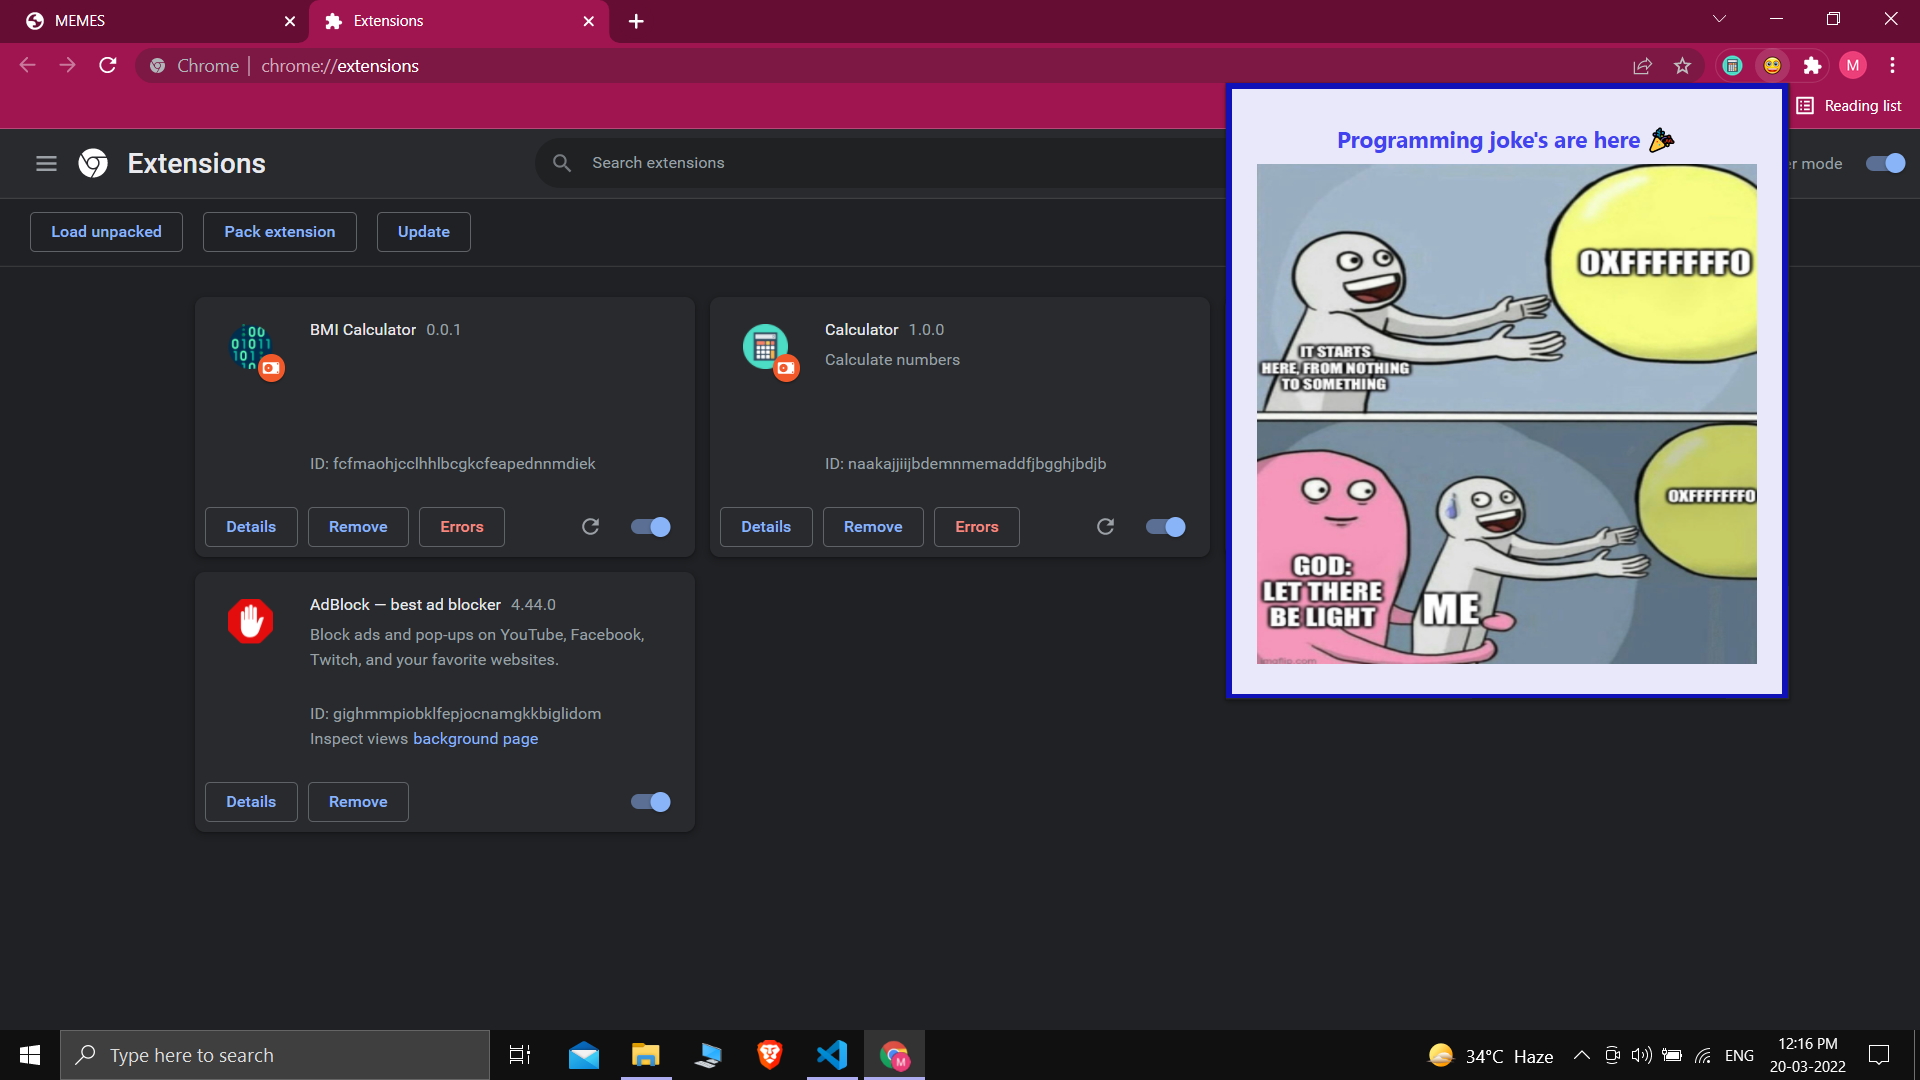 MEMES
Extensions
Chrome | chrome://extensions
M
Reading list
Extensions
Search extensions
er mode
Load unpacked
Pack extension
Update
BMI Calculator 0.0.1
ID: fcfmaohjcclhhlbcgkcfeapednnmdiek
Details
Remove
Errors
Calculator 1.0.0
Calculate numbers
ID: naakajjiijbdemnmemaddfjbgghjbdjb
Details
Remove
Errors
AdBlock — best ad blocker 4.44.0
Block ads and pop-ups on YouTube, Facebook,
Twitch, and your favorite websites.
ID: gighmmpiobklfepjocnamgkkbiglidom
Inspect views background page
Details
Remove
Programming joke's are here
0XFFFFFFF0
IT STARTS
HERE, FROM NOTHING
TO SOMETHING
0XFFFFFFF0
GOD:
LET THERE
BE LIGHT
ME
imgflip.com
Type here to search
M
34°C Haze
ENG
12:16 PM
20-03-2022